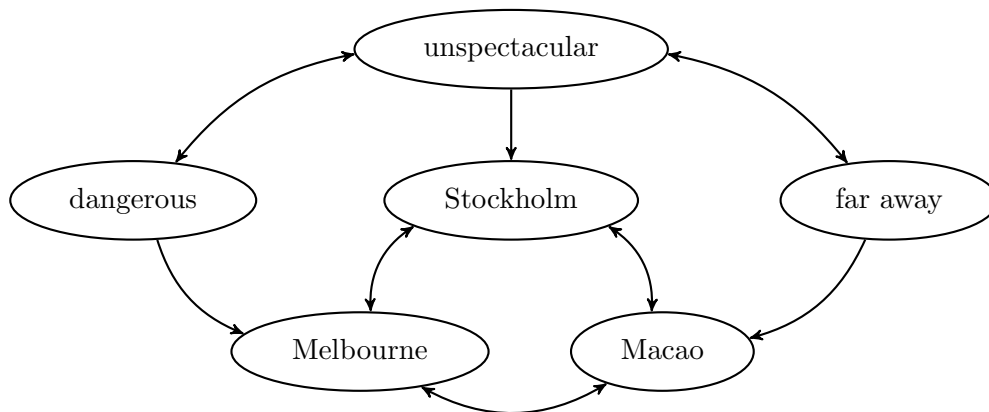 unspectacular
dangerous
Stockholm
far away
Melbourne
Macao